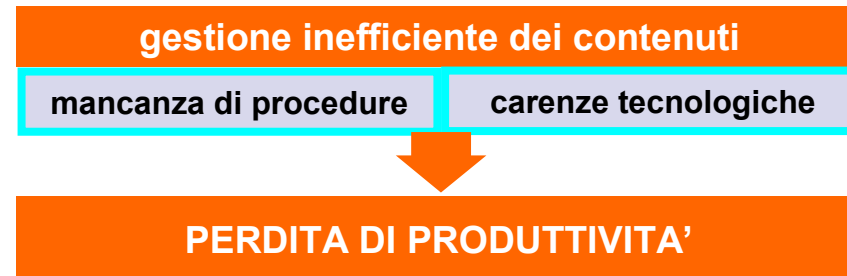 gestione inefficiente dei contenuti
mancanza di procedure carenze tecnologiche
PERDITA DI PRODUTTIVITA’